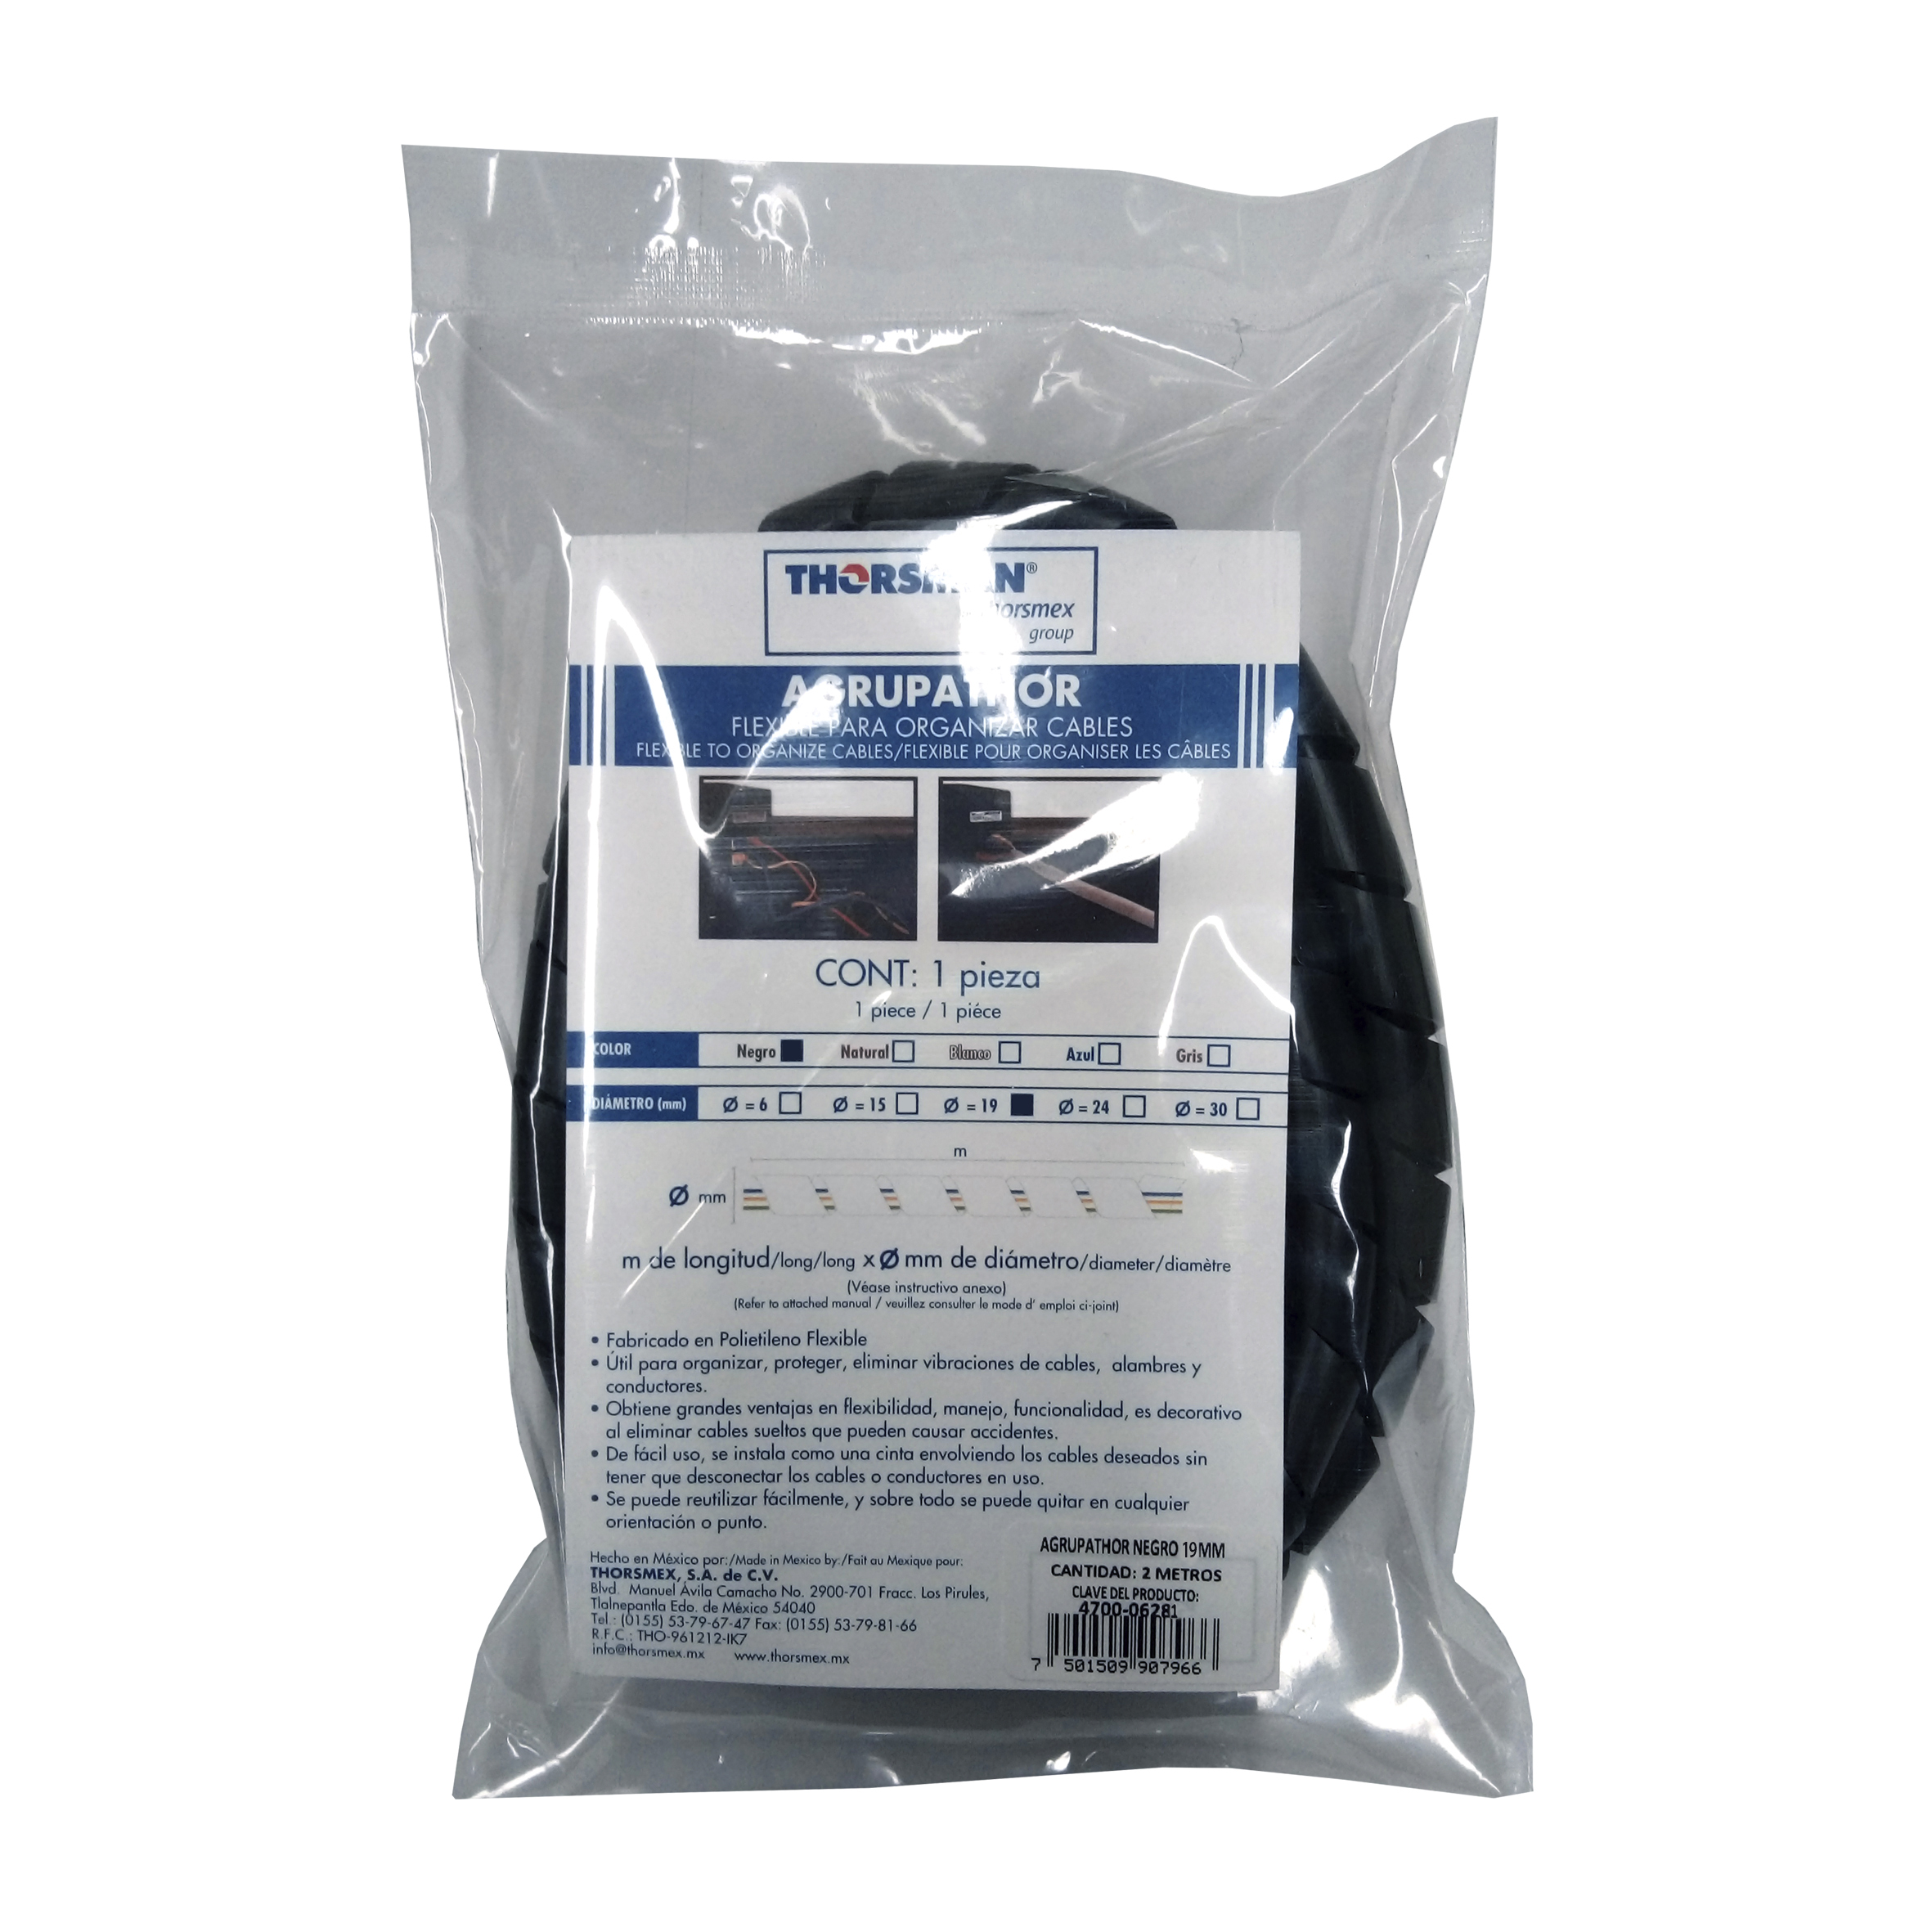 THORSMAN®
thorsmex
group
AGRUPATHOR
FLEXIBLE PARA ORGANIZAR CABLES
FLEXIBLE TO ORGANIZE CABLES/FLEXIBLE POUR ORGANISER LES CÂBLES
CONT: 1 pieza
1 piece / 1 piéce
COLOR Negro Natural Blanco Azul Gris
DIÁMETRO (mm) Ø = 6 Ø = 15 Ø = 19 Ø = 24 Ø = 30
m
Ø mm
m de longitud/long/long x Ø mm de diámetro/diameter/diamètre
(Véase instructivo anexo)
(Refer to attached manual / veuillez consulter le mode d' emploi ci-joint)
• Fabricado en Polietileno Flexible
• Útil para organizar, proteger, eliminar vibraciones de cables, alambres y
conductores.
• Obtiene grandes ventajas en flexibilidad, manejo, funcionalidad, es decorativo
al eliminar cables sueltos que pueden causar accidentes.
• De fácil uso, se instala como una cinta envolviendo los cables deseados sin
tener que desconectar los cables o conductores en uso.
• Se puede reutilizar fácilmente, y sobre todo se puede quitar en cualquier
orientación o punto.
Hecho en México por:/Made in Mexico by:/Fait au Mexique pour:
THORSMEX, S.A. de C.V.
Blvd. Manuel Ávila Camacho No. 2900-701 Fracc. Los Pirules,
Tlalnepantla Edo. de México 54040
Tel.: (0155) 53-79-67-47 Fax: (0155) 53-79-81-66
R.F.C.: THO-961212-IK7
info@thorsmex.mx www.thorsmex.mx
AGRUPATHOR NEGRO 19MM
CANTIDAD: 2 METROS
CLAVE DEL PRODUCTO:
4700-06281
7 501509 907966